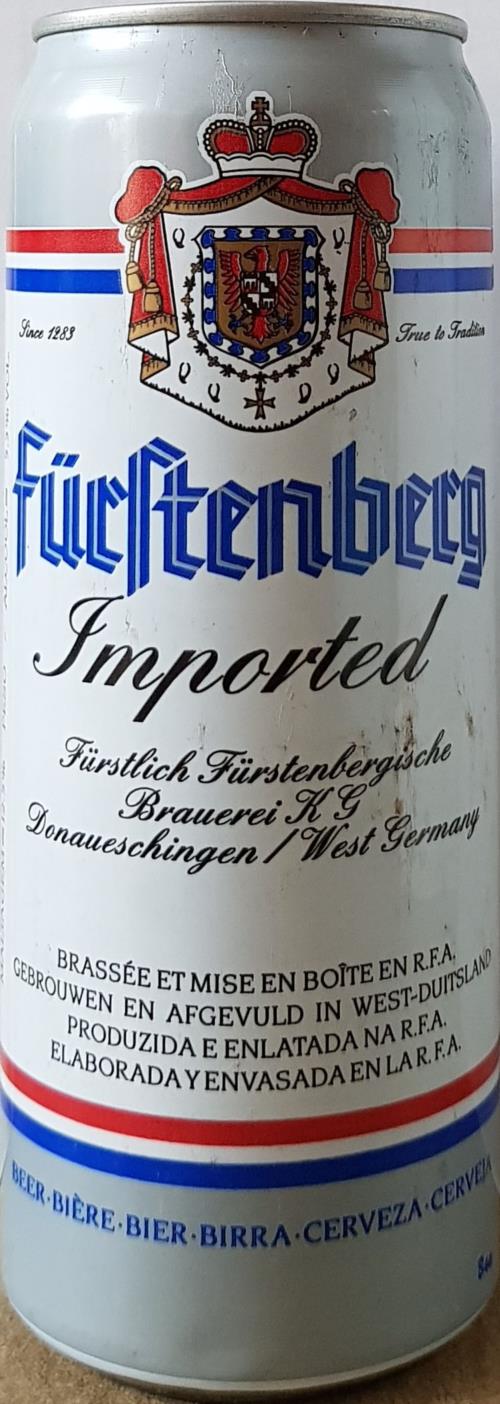 Since 1283
True to Tradition
Fürstenberg
Imported
Fürstlich Fürstenbergische
Brauerei KG
Donaueschingen / West Germany
BRASSÉE ET MISE EN BOÎTE EN R.F.A.
GEBROUWEN EN AFGEVULD IN WEST-DUITSLAND
PRODUZIDA E ENLATADA NA R.F.A.
ELABORADA Y ENVASADA EN LA R.F.A.
BEER·BIÈRE·BIER·BIRRA·CERVEZA·CERVEJA